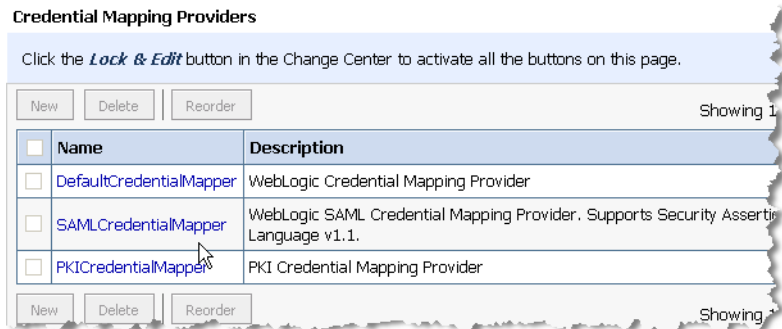 Credential Mapping Providers
Click the Lock & Edit button in the Change Center to activate all the buttons on this page.
New Delete Reorder
Showing 1
Name Description
DefaultCredentialMapper WebLogic Credential Mapping Provider
SAMLCredentialMapper WebLogic SAML Credential Mapping Provider. Supports Security
Language v1.1.
PKICredentialMapper PKI Credential Mapping Provider
New Delete Reorder
Showing